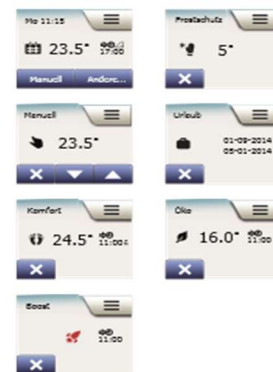 Mo 11:15
23.5°
17:00
Manuell Andere...
Frostschutz
5°
Manuell
23.5°
Urlaub
01-09-2014
05-01-2014
Komfort
24.5°
11:00
Öko
16.0°
11:00
Boost
11:00